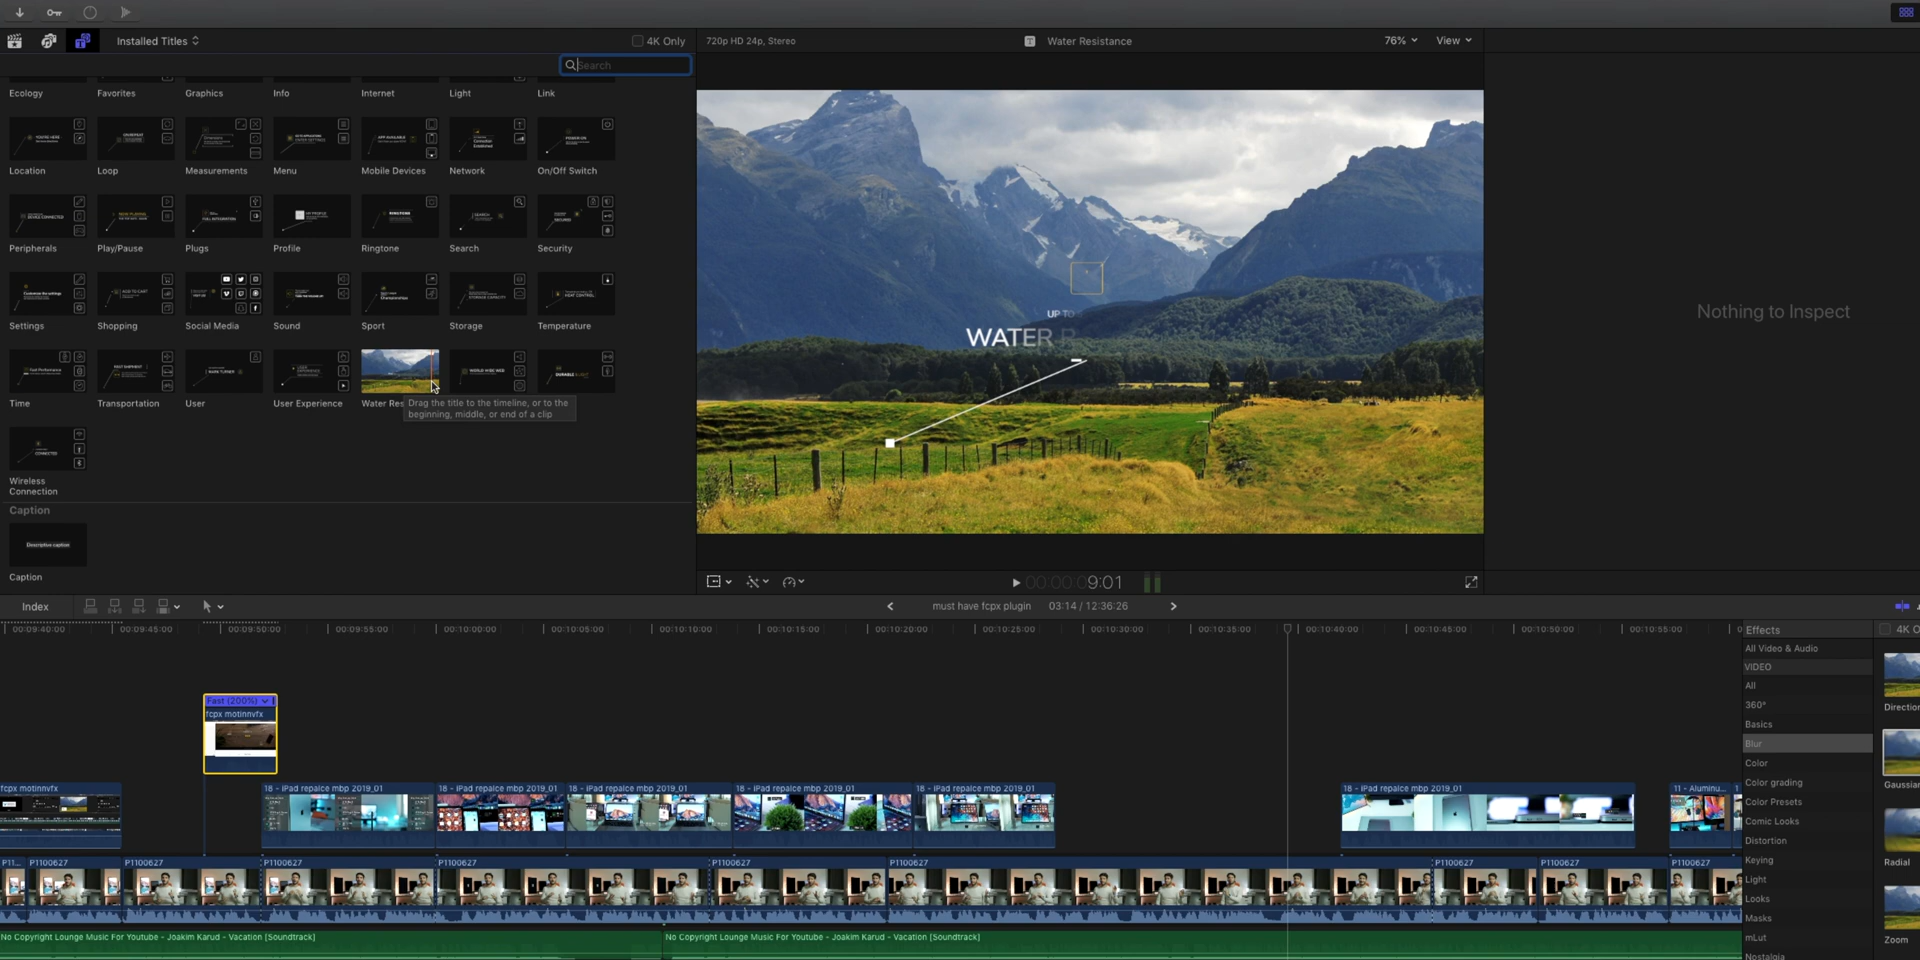 Installed Titles
4K Only
720p HD 24p, Stereo
Water Resistance
76%
View
Search
Ecology
Favorites
Graphics
Info
Internet
Light
Link
Location
Loop
Measurements
Menu
Mobile Devices
Network
On/Off Switch
Peripherals
Play/Pause
Plugs
Profile
Ringtone
Search
Security
Settings
Shopping
Social Media
Sound
Sport
Storage
Temperature
Time
Transportation
User
User Experience
Water Res
Drag the title to the timeline, or to the
beginning, middle, or end of a clip
Wireless
Connection
Caption
Descriptive caption
Caption
UP TO
WATER R
Nothing to Inspect
00:00:00 9:01
Index
must have fcpx plugin
03:14 / 12:36:26
00:09:40:00
00:09:45:00
00:09:50:00
00:09:55:00
00:10:00:00
00:10:05:00
00:10:10:00
00:10:15:00
00:10:20:00
00:10:25:00
00:10:30:00
00:10:35:00
00:10:40:00
00:10:45:00
00:10:50:00
00:10:55:00
Fast (200%)
fcpx motinnvfx
fcpx motinnvfx
18 - iPad repalce mbp 2019_01
18 - iPad repalce mbp 2019_01
18 - iPad repalce mbp 2019_01
18 - iPad repalce mbp 2019_01
18 - iPad repalce mbp 2019_01
18 - iPad repalce mbp 2019_01
11 - Aluminu...
P11...
P1100627
P1100627
P1100627
P1100627
P1100627
P1100627
P1100627
P1100627
P1100627
No Copyright Lounge Music For Youtube - Joakim Karud - Vacation [Soundtrack]
No Copyright Lounge Music For Youtube - Joakim Karud - Vacation [Soundtrack]
Effects
4K O
All Video & Audio
VIDEO
All
360°
Basics
Blur
Color
Color grading
Color Presets
Comic Looks
Distortion
Keying
Light
Looks
Masks
mLut
Nostalgia
Direction
Gaussian
Radial
Zoom